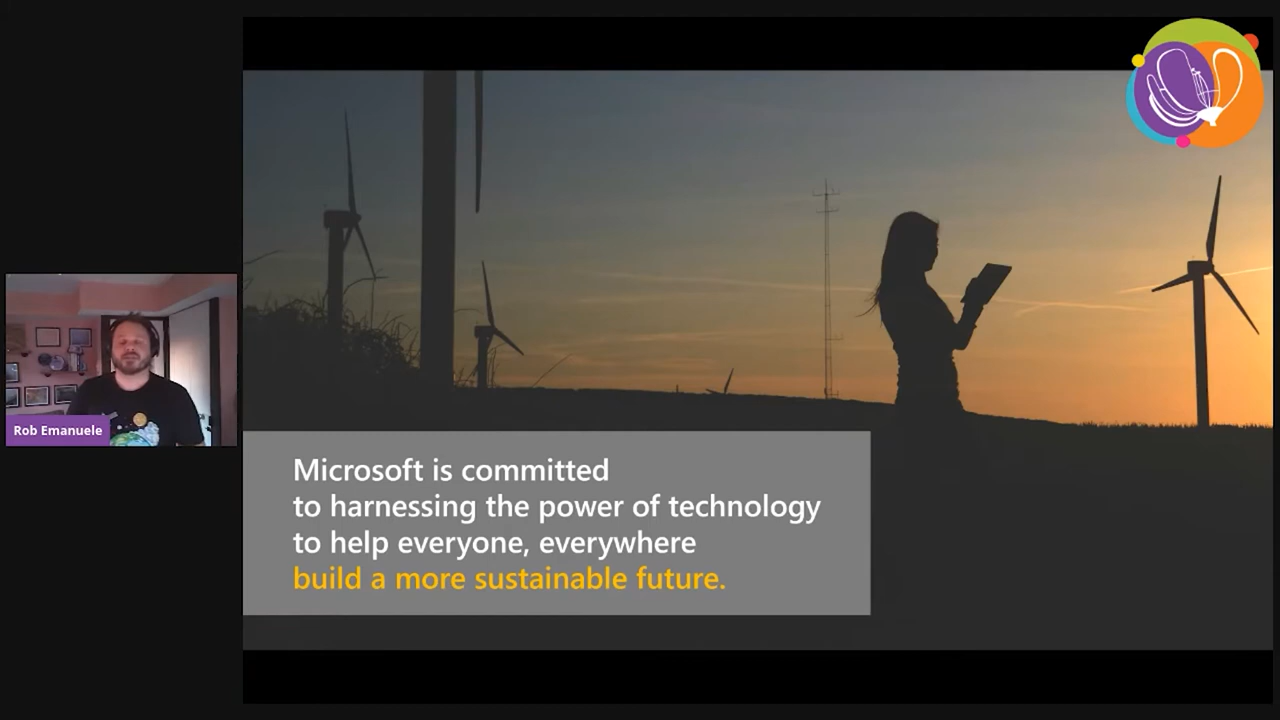 Rob Emanuele
Microsoft is committed
to harnessing the power of technology
to help everyone, everywhere
build a more sustainable future.